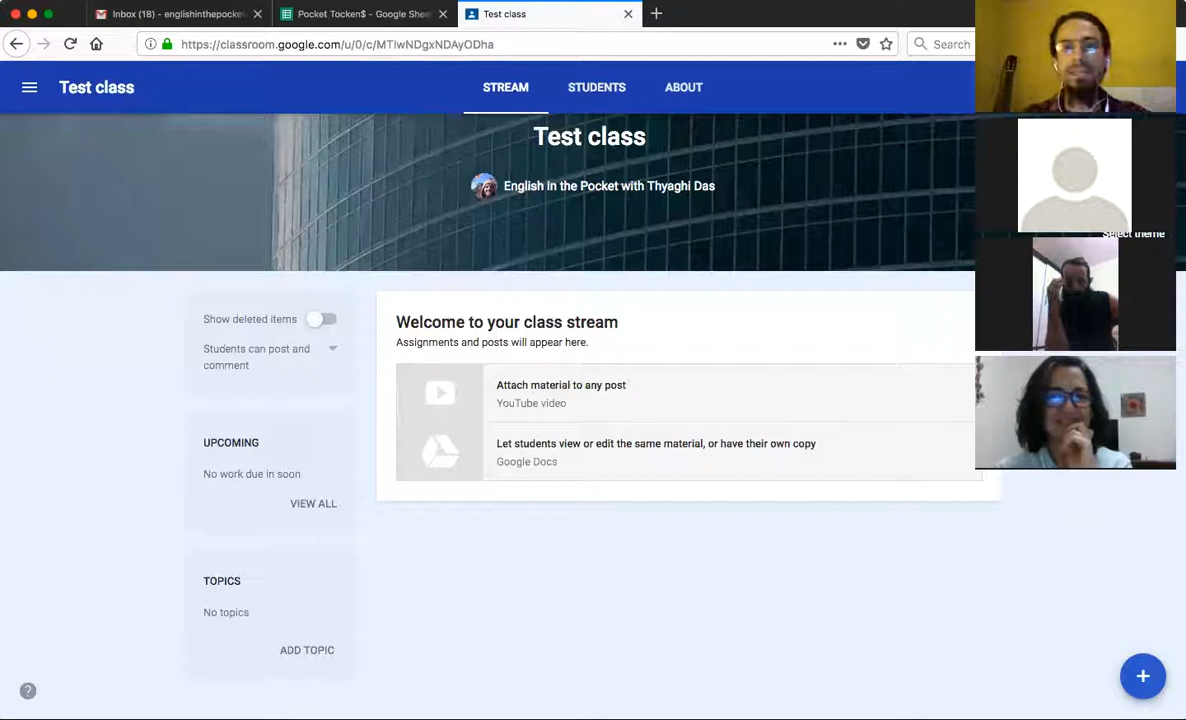 Inbox (18) - englishinthepocket
Pocket Tocken$ - Google Shee
Test class
https://classroom.google.com/u/0/c/MTIwNDgxNDAyODha
Search
Test class
STREAM
STUDENTS
ABOUT
Test class
English in the Pocket with Thyaghi Das
Select theme
Show deleted items
Students can post and
comment
UPCOMING
No work due in soon
VIEW ALL
TOPICS
No topics
ADD TOPIC
Welcome to your class stream
Assignments and posts will appear here.
Attach material to any post
YouTube video
Let students view or edit the same material, or have their own copy
Google Docs